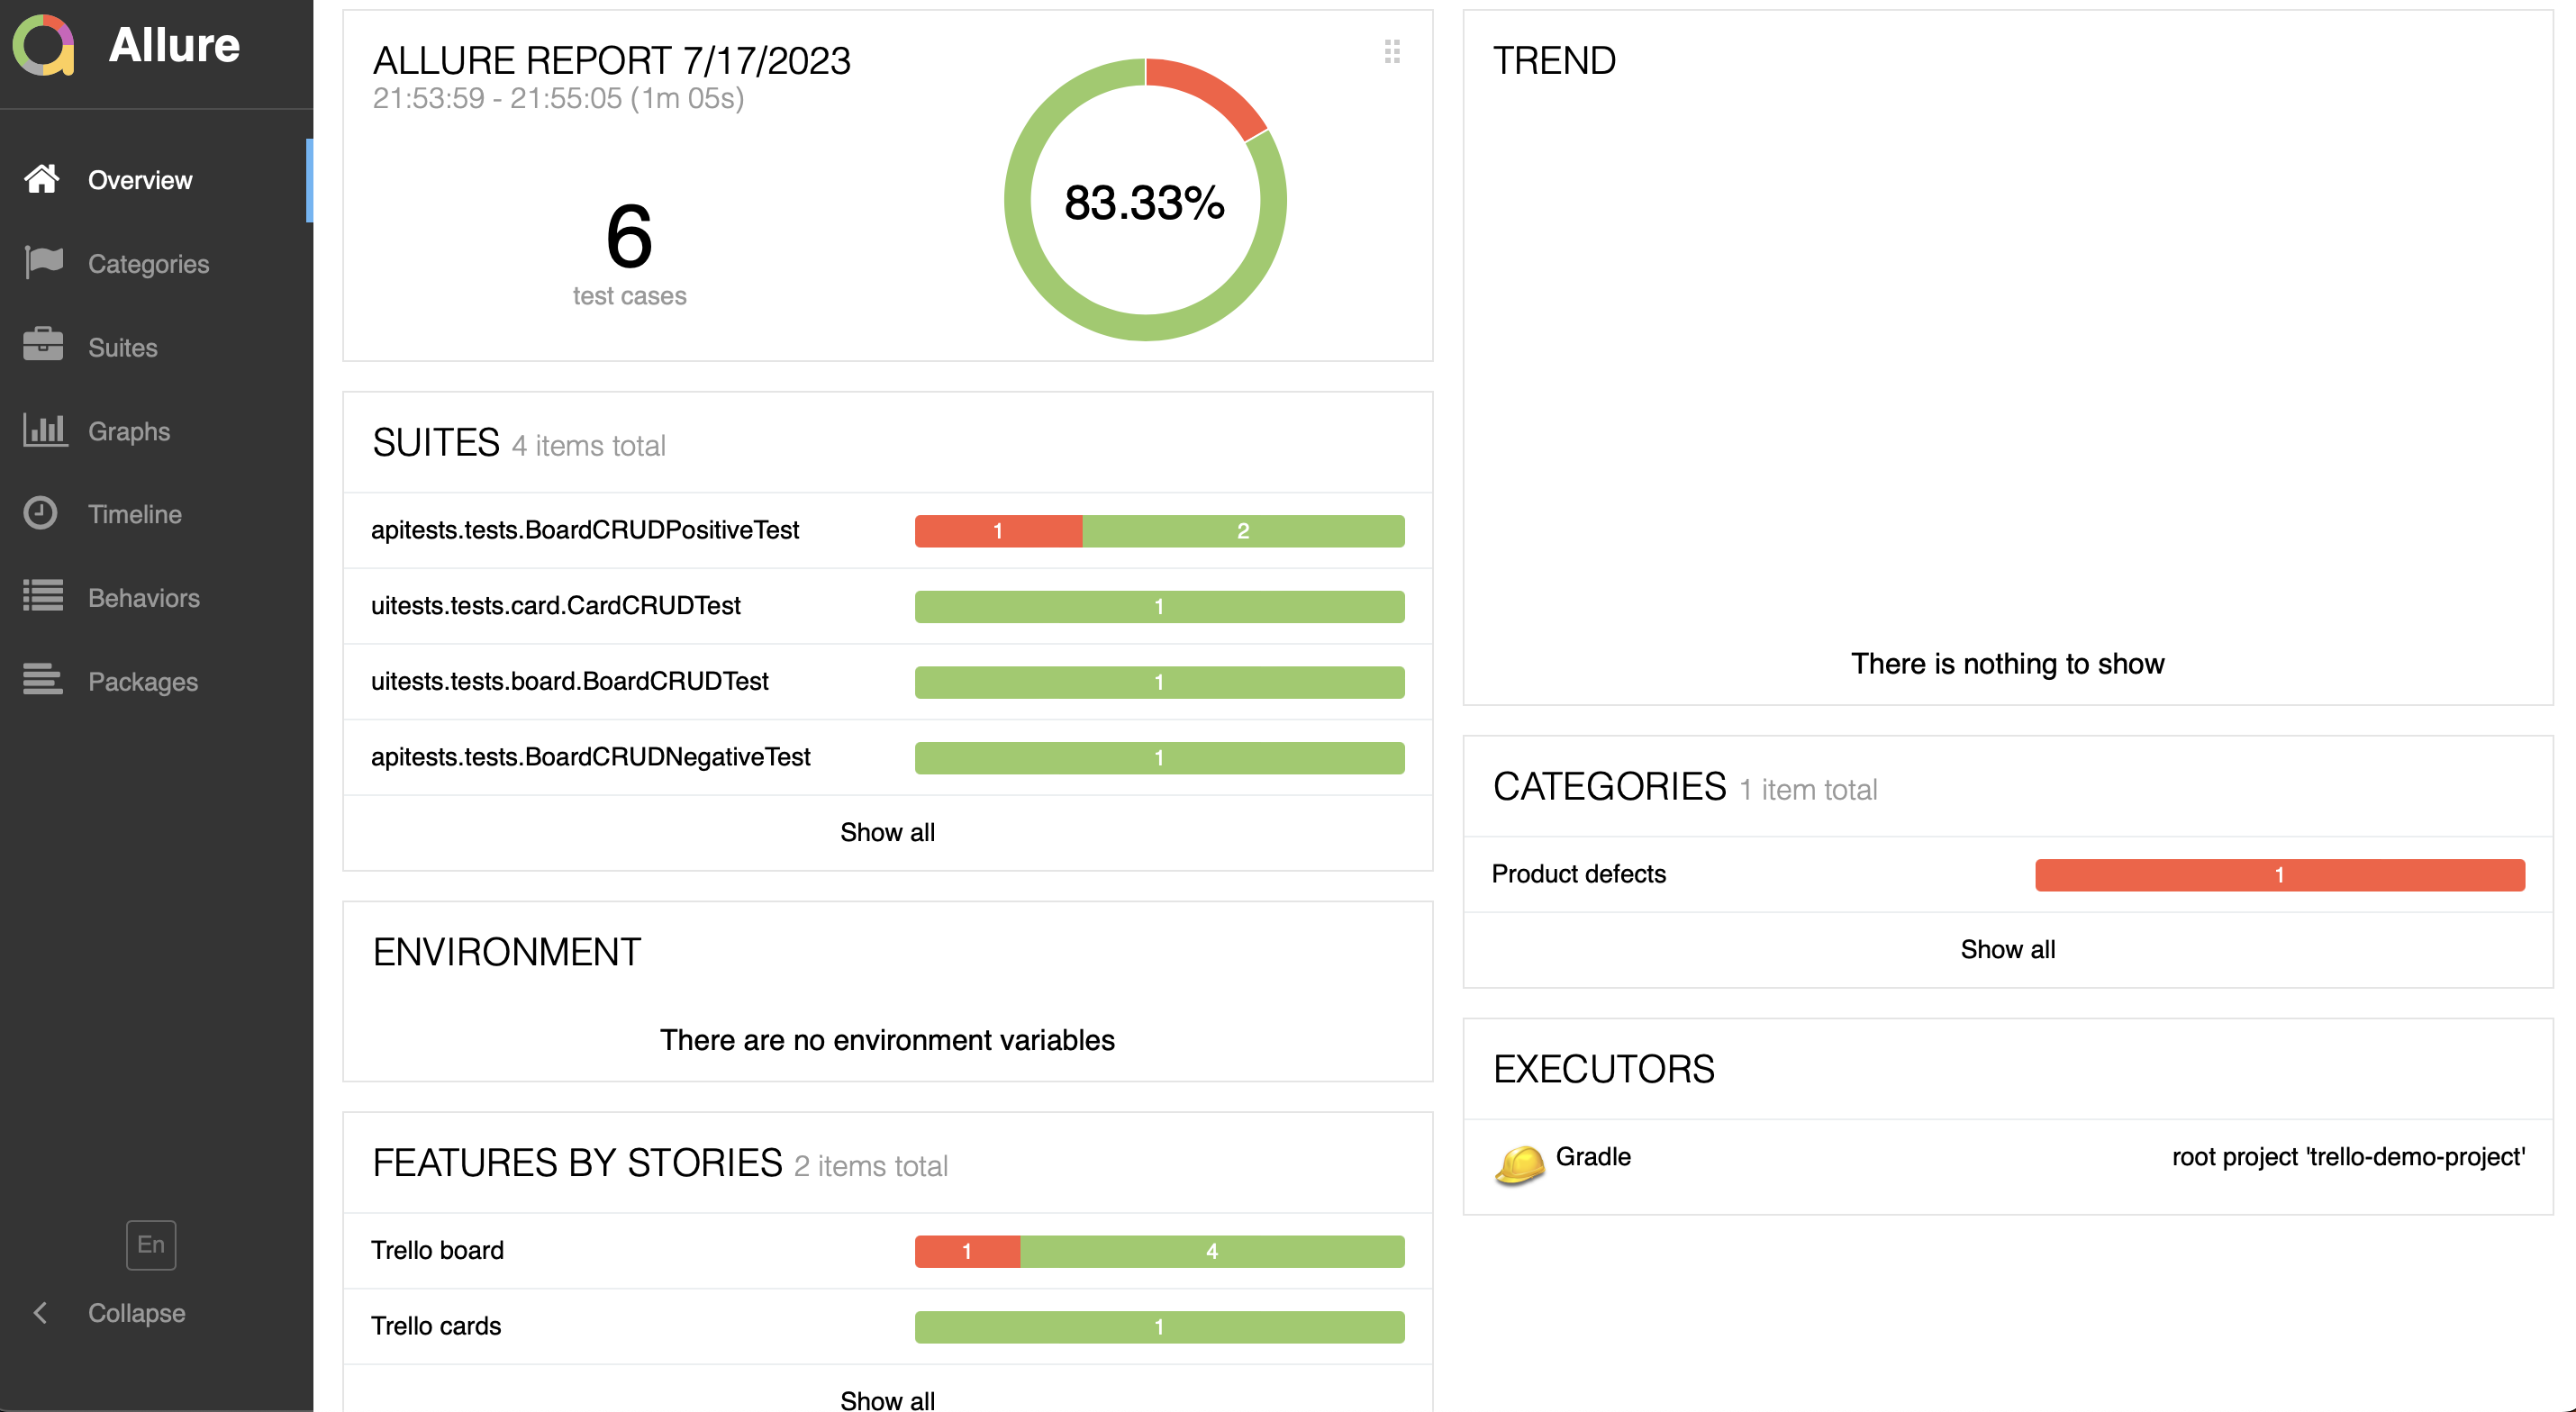 Allure
Overview
Categories
Suites
Graphs
Timeline
Behaviors
Packages
En
Collapse
ALLURE REPORT 7/17/2023
21:53:59 - 21:55:05 (1m 05s)
6
test cases
83.33%
SUITES 4 items total
apitests.tests.BoardCRUDPositiveTest 1 2
uitests.tests.card.CardCRUDTest 1
uitests.tests.board.BoardCRUDTest 1
apitests.tests.BoardCRUDNegativeTest 1
Show all
ENVIRONMENT
There are no environment variables
FEATURES BY STORIES 2 items total
Trello board 1 4
Trello cards 1
Show all
TREND
There is nothing to show
CATEGORIES 1 item total
Product defects 1
Show all
EXECUTORS
Gradle root project 'trello-demo-project'